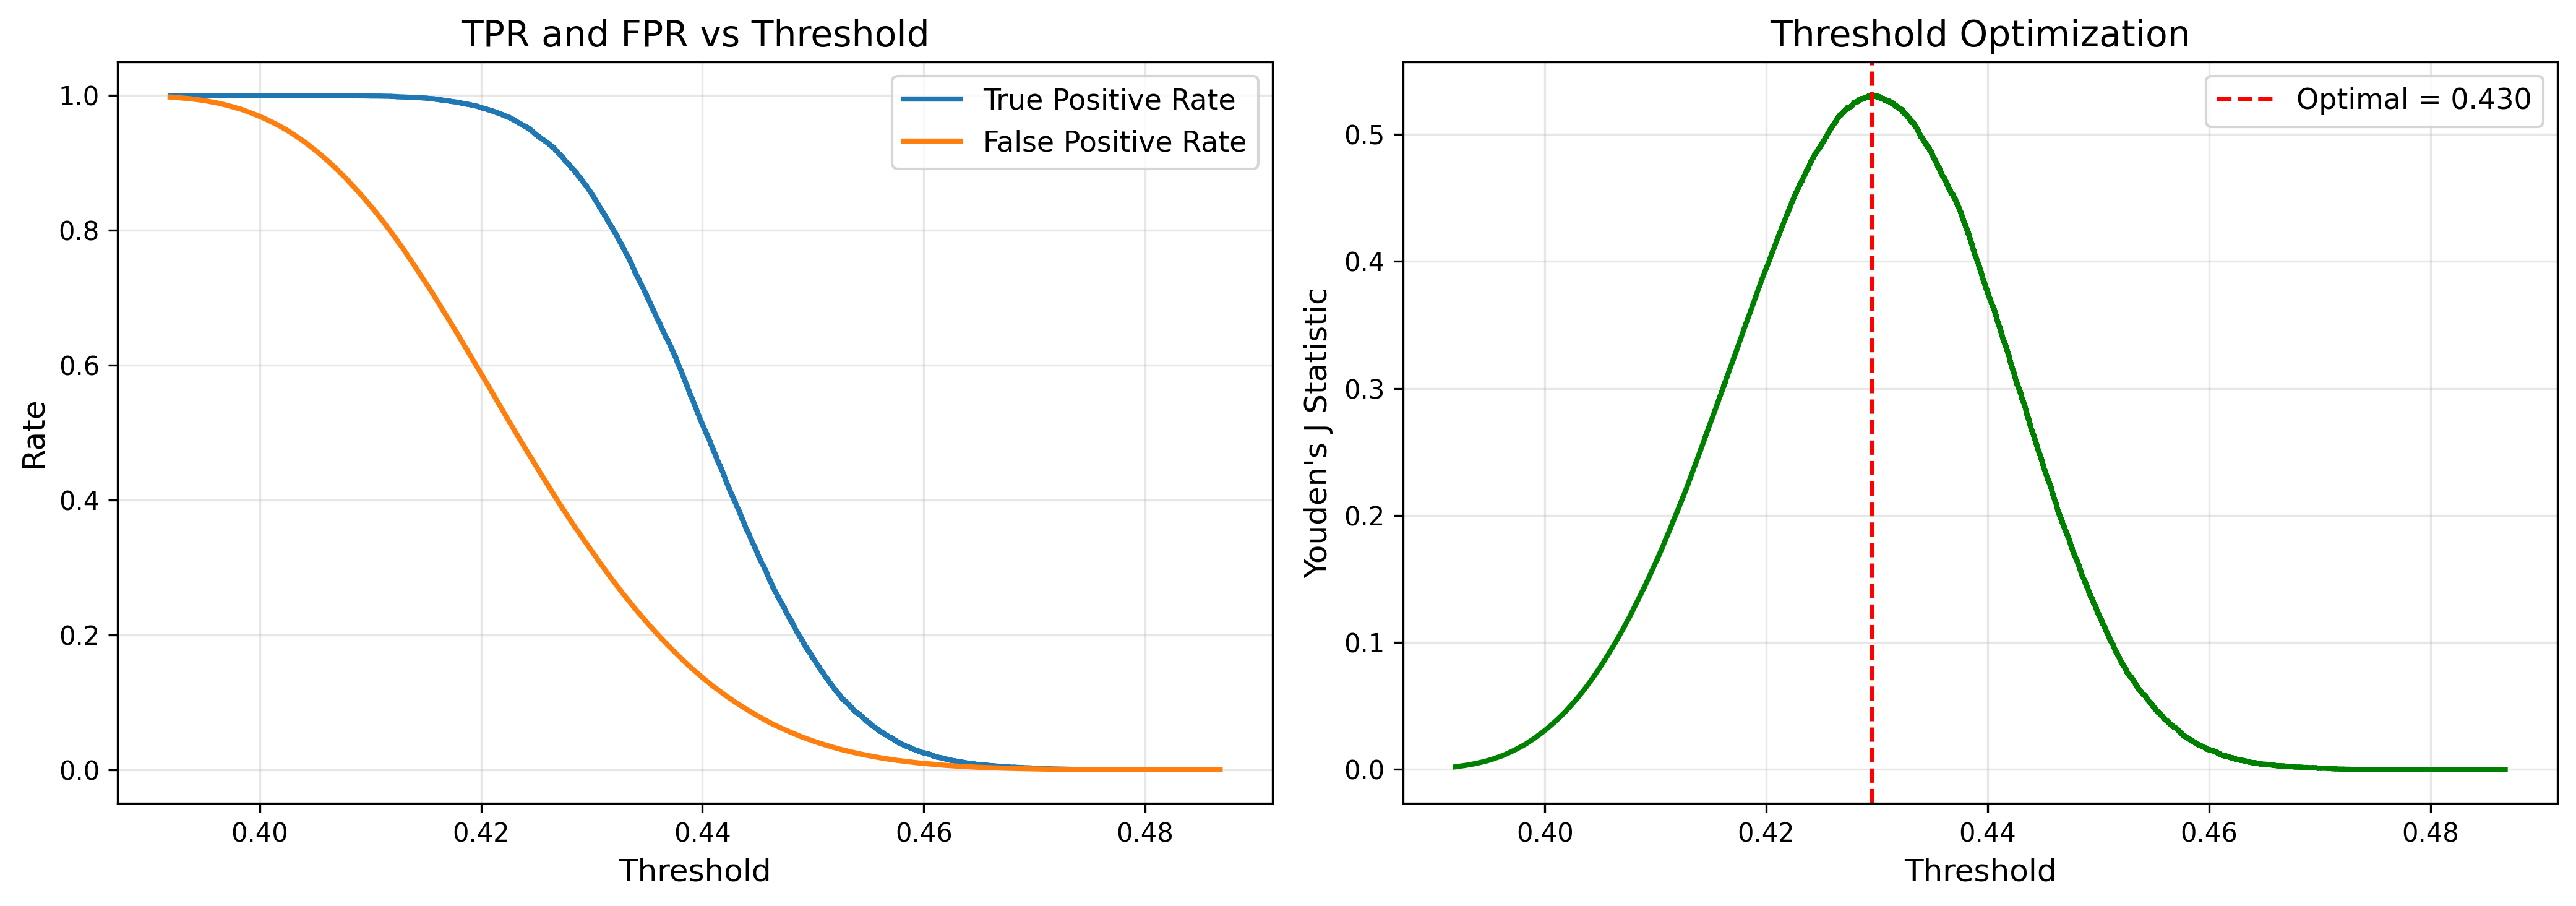 TPR and FPR vs Threshold
True Positive Rate
False Positive Rate
1.0
0.8
0.6
0.4
0.2
0.0
Rate
0.40 0.42 0.44 0.46 0.48
Threshold
Threshold Optimization
Optimal = 0.430
0.5
0.4
0.3
0.2
0.1
0.0
Youden's J Statistic
0.40 0.42 0.44 0.46 0.48
Threshold